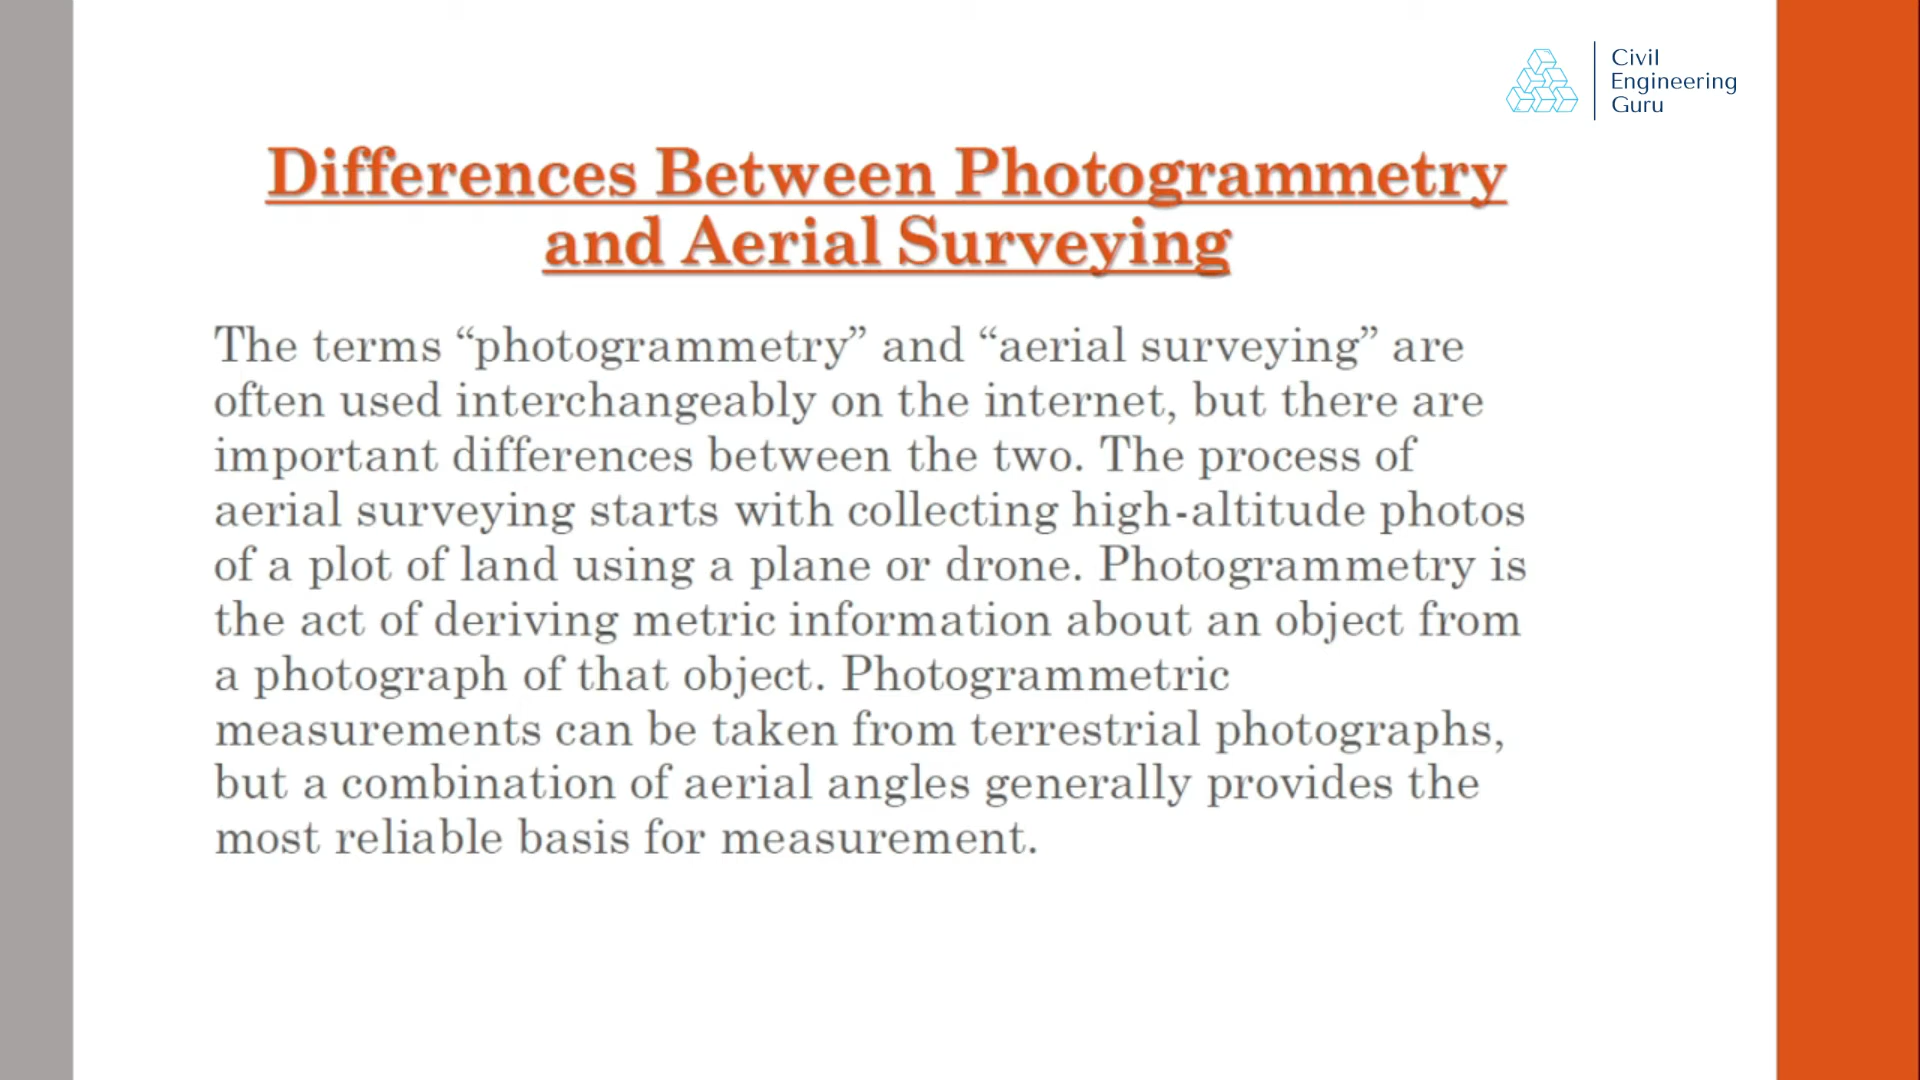 Civil
Engineering
Guru
Differences Between Photogrammetry
and Aerial Surveying
The terms “photogrammetry” and “aerial surveying” are
often used interchangeably on the internet, but there are
important differences between the two. The process of
aerial surveying starts with collecting high-altitude photos
of a plot of land using a plane or drone. Photogrammetry is
the act of deriving metric information about an object from
a photograph of that object. Photogrammetric
measurements can be taken from terrestrial photographs,
but a combination of aerial angles generally provides the
most reliable basis for measurement.